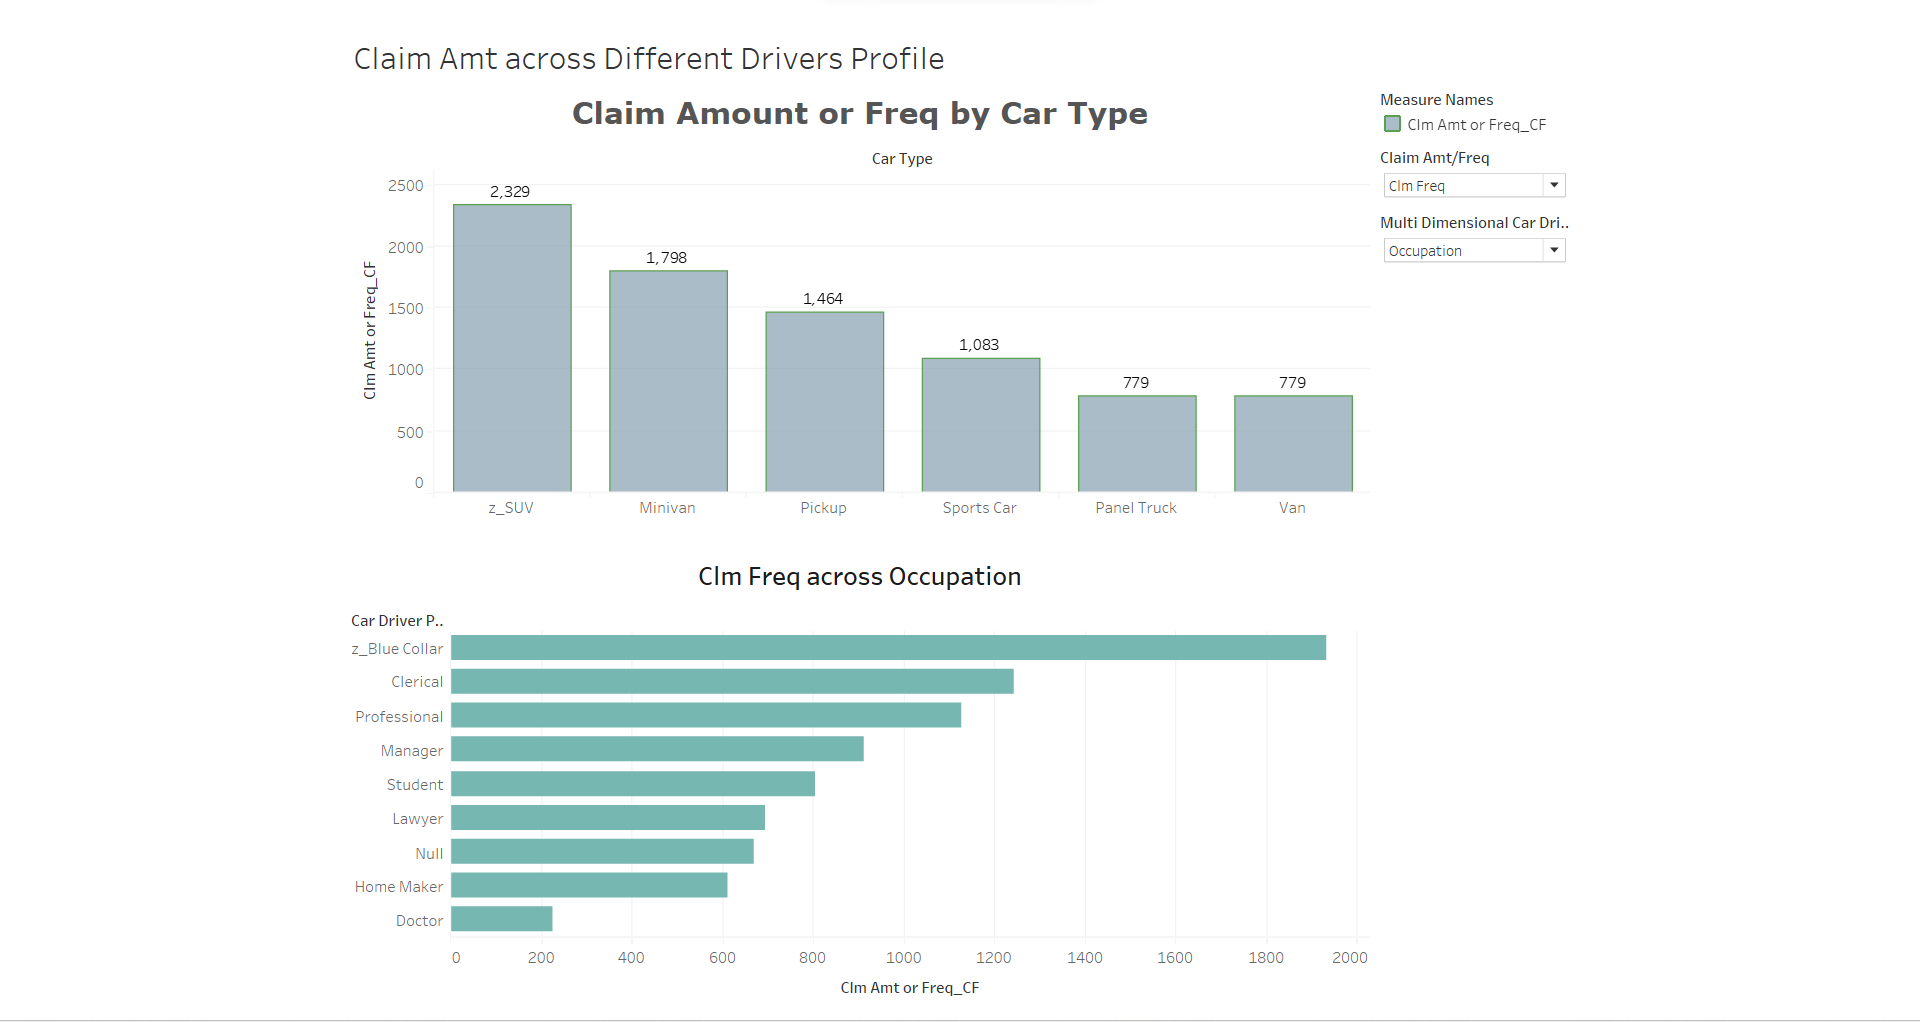 Claim Amt across Different Drivers Profile
Claim Amount or Freq by Car Type
Car Type
Clm Amt or Freq_CF
2500
2000
1500
1000
500
0
2,329
1,798
1,464
1,083
779
779
z_SUV
Minivan
Pickup
Sports Car
Panel Truck
Van
Measure Names
Clm Amt or Freq_CF
Claim Amt/Freq
Clm Freq
Multi Dimensional Car Dri..
Occupation
Clm Freq across Occupation
Car Driver P..
z_Blue Collar
Clerical
Professional
Manager
Student
Lawyer
Null
Home Maker
Doctor
0 200 400 600 800 1000 1200 1400 1600 1800 2000
Clm Amt or Freq_CF